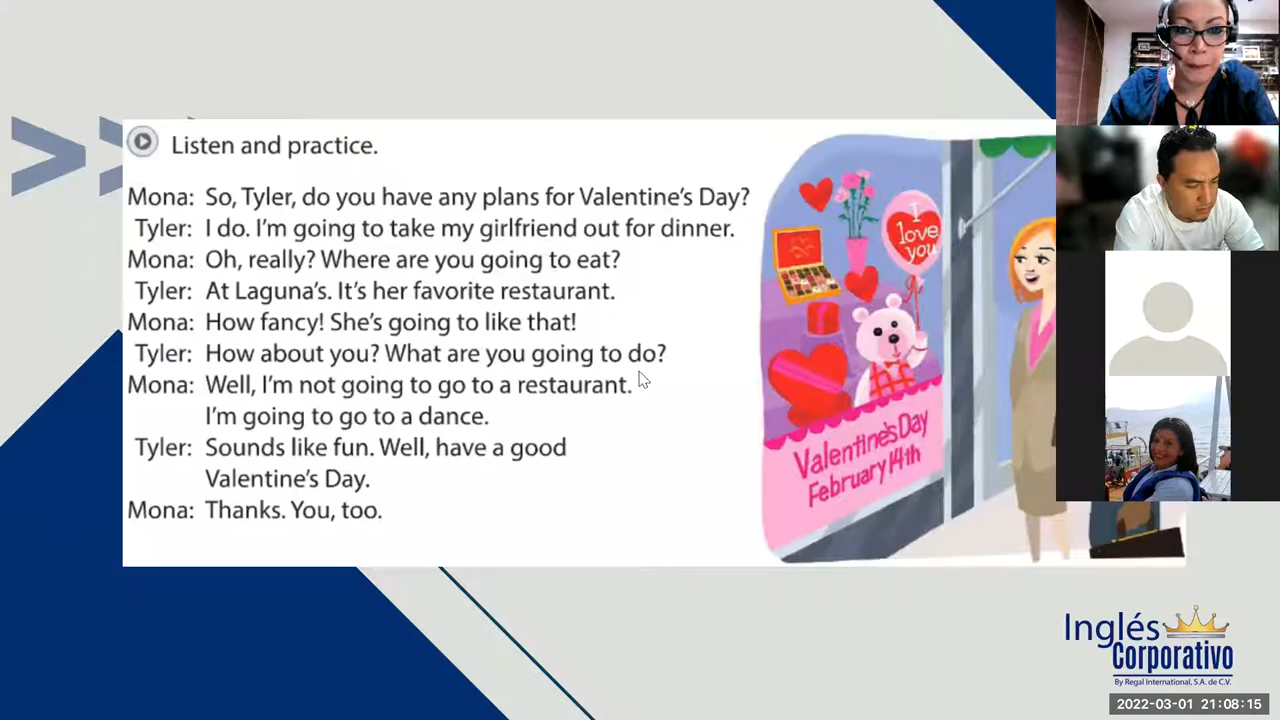 Listen and practice.
Mona: So, Tyler, do you have any plans for Valentine's Day?
Tyler: I do. I'm going to take my girlfriend out for dinner.
Mona: Oh, really? Where are you going to eat?
Tyler: At Laguna's. It's her favorite restaurant.
Mona: How fancy! She's going to like that!
Tyler: How about you? What are you going to do?
Mona: Well, I'm not going to go to a restaurant.
I'm going to go to a dance.
Tyler: Sounds like fun. Well, have a good
Valentine's Day.
Mona: Thanks. You, too.
I
love
you
Valentine's Day
February 14th
Inglés
Corporativo
By Regal International, S.A. de C.V.
2022-03-01 21:08:15